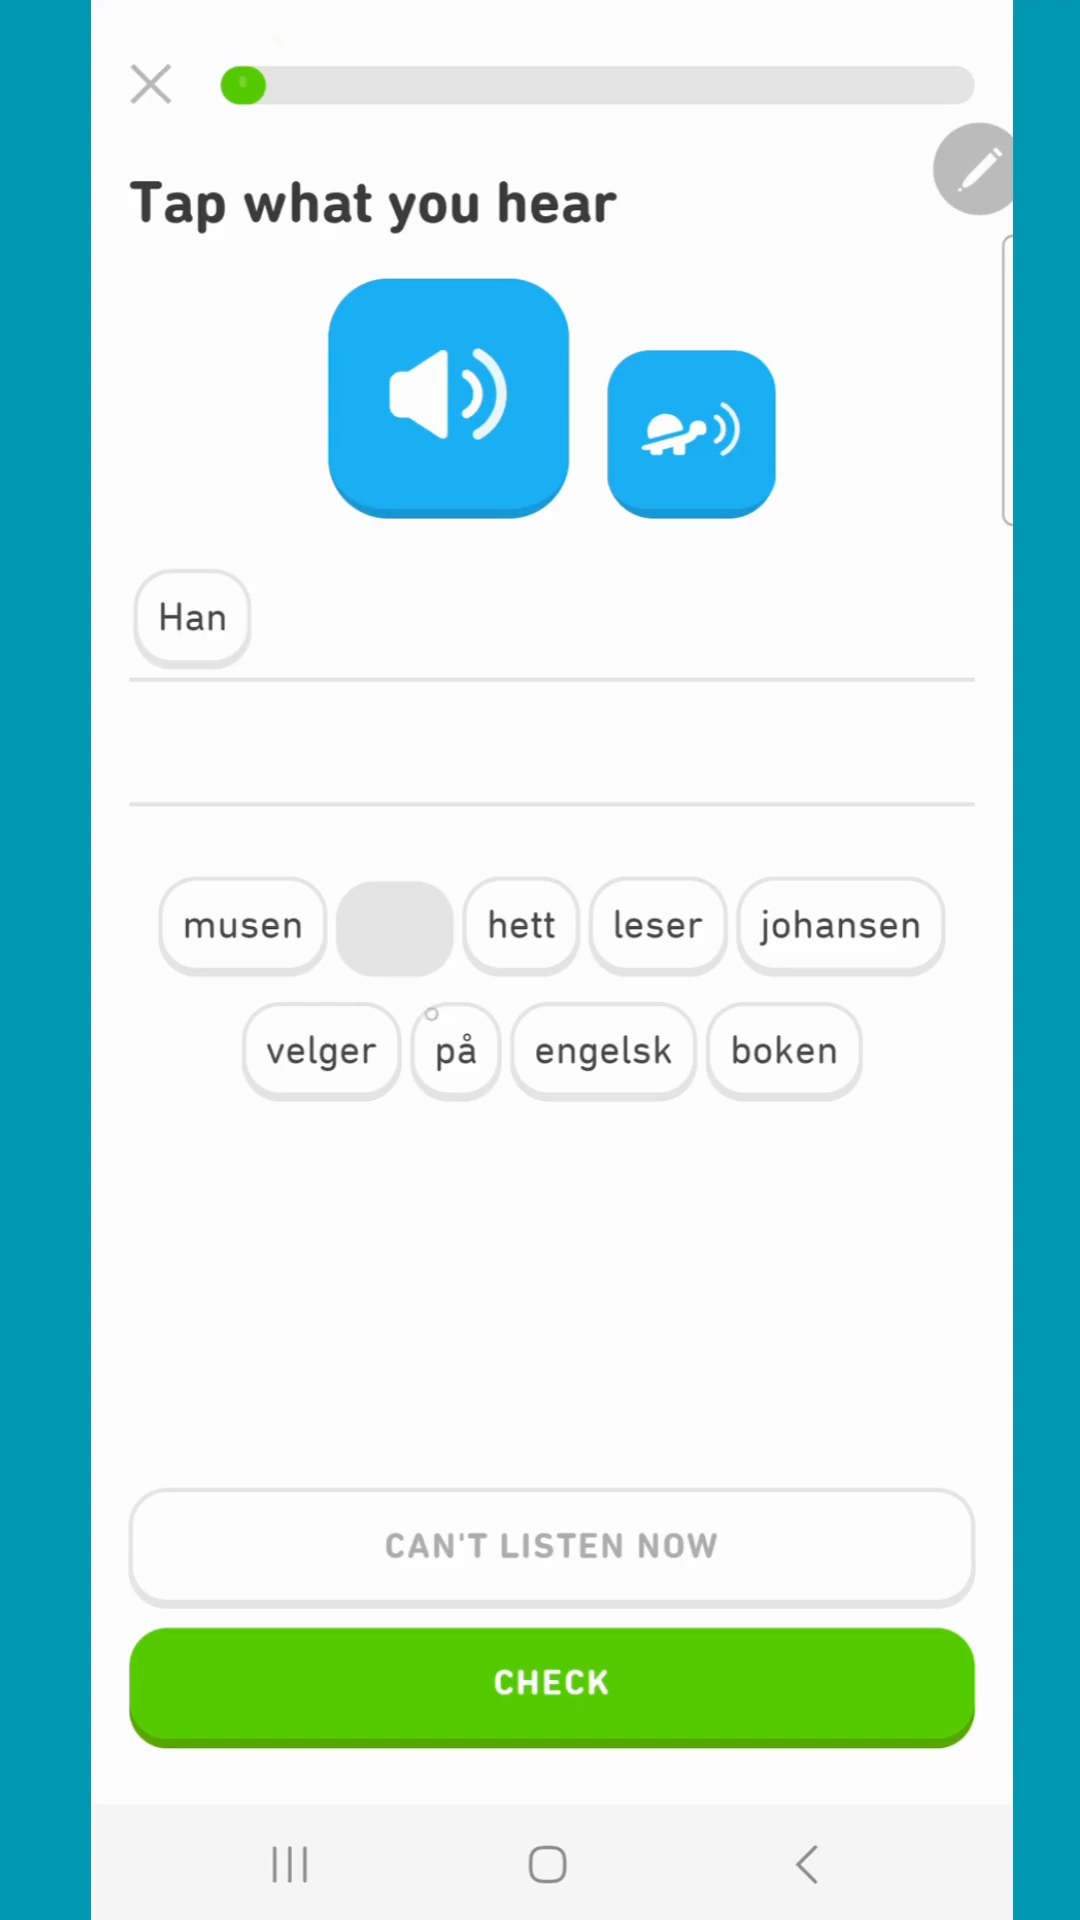 Tap what you hear
Han
musen hett leser johansen
velger på engelsk boken
CAN'T LISTEN NOW
CHECK